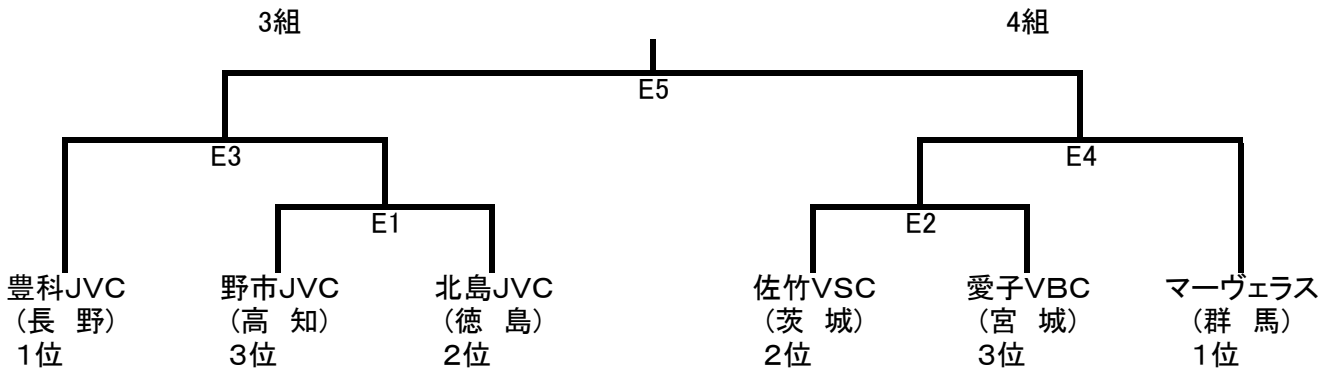 3組 4組
E5
E3 E4
E1 E2
豊科JVC 野市JVC 北島JVC 佐竹VSC 愛子VBC マーヴェラス
(長 野) (高 知) (徳 島) (茨 城) (宮 城) (群 馬)
1位 3位 2位 2位 3位 1位